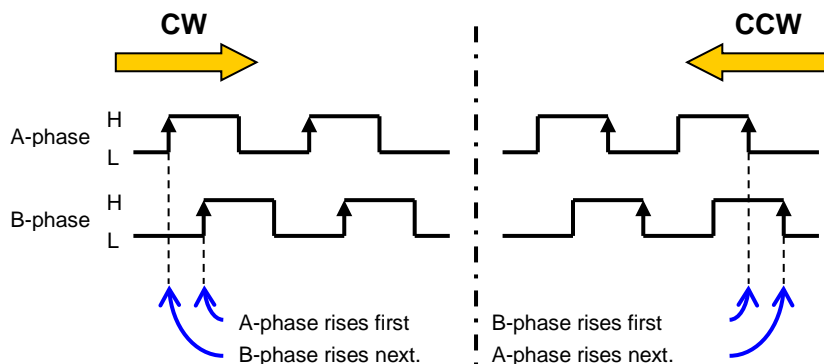 CW
CCW
A-phase
H
L
B-phase
H
L
A-phase rises first
B-phase rises next.
B-phase rises first
A-phase rises next.